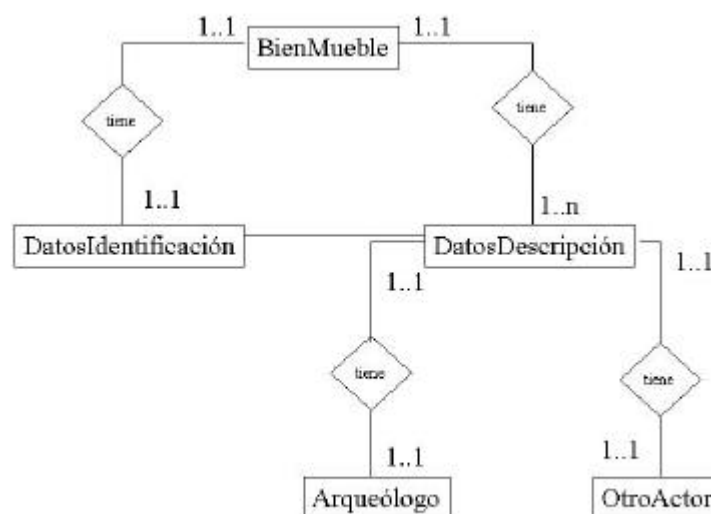 1..1
BienMueble
1..1
tiene
tiene
1..1
1..n
DatosIdentificación
DatosDescripción
1..1
1..1
tiene
tiene
1..1
1..1
Arqueólogo
OtroActor